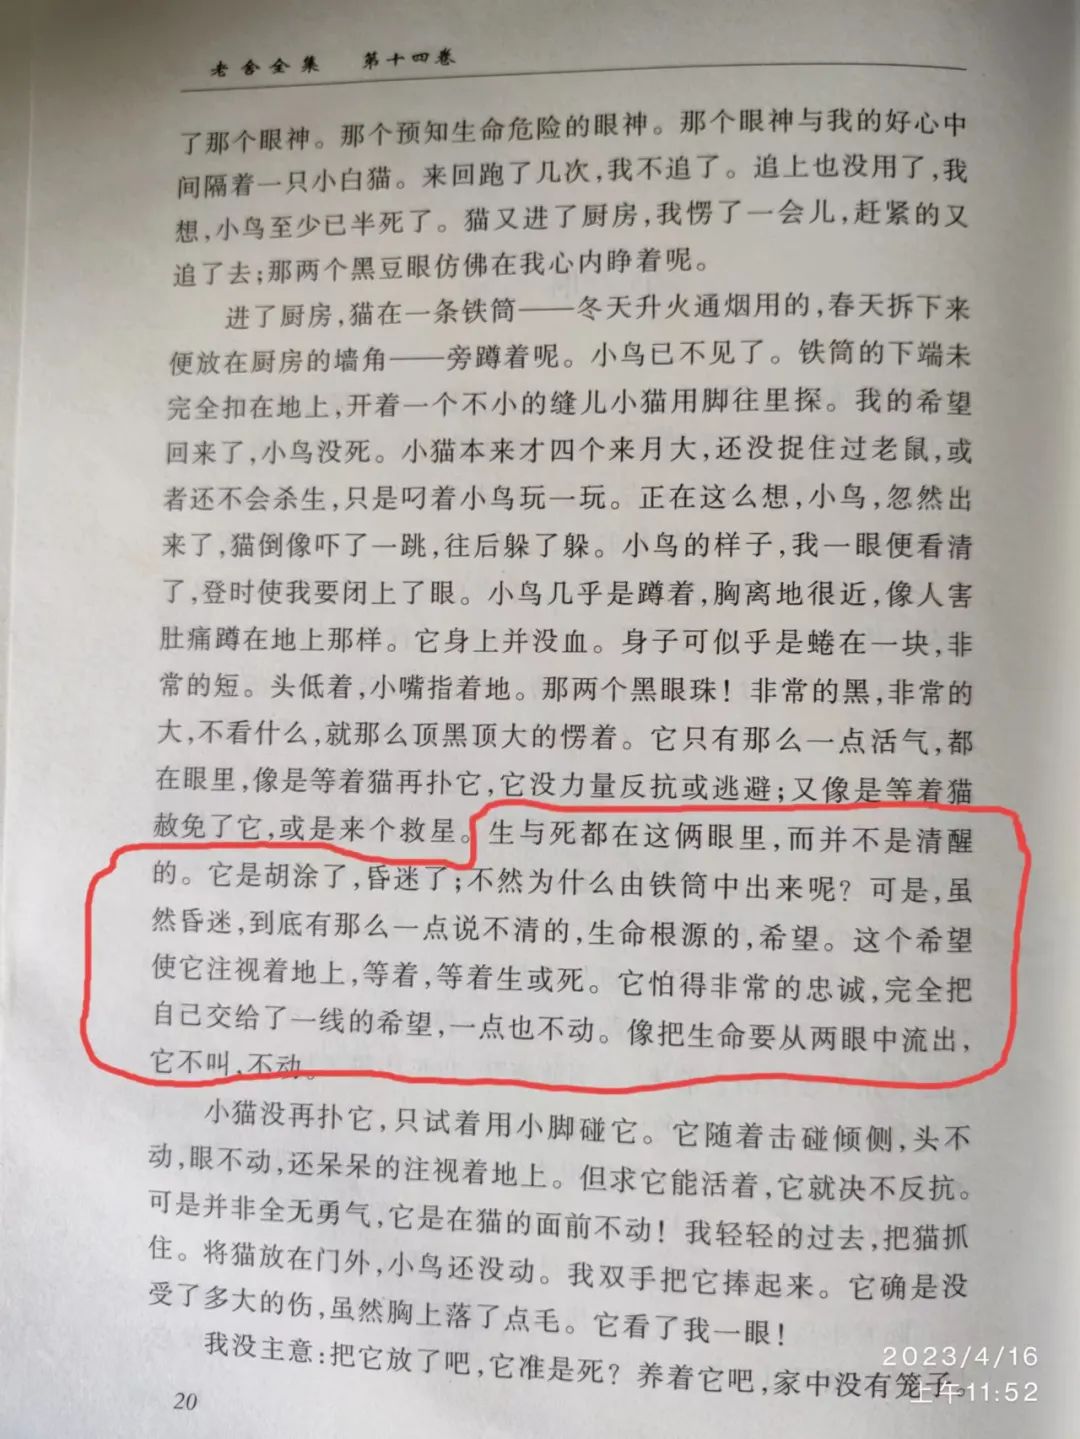 老舍全集 第十四卷
了那个眼神。那个预知生命危险的眼神。那个眼神与我的好心中
间隔着一只小白猫。来回跑了几次,我不追了。追上也没用了,我
想,小鸟至少已半死了。猫又进了厨房,我愣了一会儿,赶紧的又
追了去;那两个黑豆眼仿佛在我心内睁着呢。
进了厨房,猫在一条铁筒——冬天升火通烟用的,春天拆下来
便放在厨房的墙角——旁蹲着呢。小鸟已不见了。铁筒的下端未
完全扣在地上,开着一个不小的缝儿小猫用脚往里探。我的希望
回来了,小鸟没死。小猫本来才四个来月大,还没捉住过老鼠,或
者还不会杀生,只是叼着小鸟玩一玩。正在这么想,小鸟,忽然出
来了,猫倒像吓了一跳,往后躲了躲。小鸟的样子,我一眼便看清
了,登时使我要闭上了眼。小鸟几乎是蹲着,胸离地很近,像人害
肚痛蹲在地上那样。它身上并没血。身子可似乎是蜷在一块,非
常的短。头低着,小嘴指着地。那两个黑眼珠!非常的黑,非常的
大,不看什么,就那么顶黑顶大的愣着。它只有那么一点活气,都
在眼里,像是等着猫再扑它,它没力量反抗或逃避;又像是等着猫
赦免了它,或是来个救星。生与死都在这俩眼里,而并不是清醒
的。它是胡涂了,昏迷了;不然为什么由铁筒中出来呢?可是,虽
然昏迷,到底有那么一点说不清的,生命根源的,希望。这个希望
使它注视着地上,等着,等着生或死。它怕得非常的忠诚,完全把
自己交给了一线的希望,一点也不动。像把生命要从两眼中流出,
它不叫,不动。
小猫没再扑它,只试着用小脚碰它。它随着击碰倾侧,头不
动,眼不动,还呆呆的注视着地上。但求它能活着,它就决不反抗。
可是并非全无勇气,它是在猫的面前不动!我轻轻的过去,把猫抓
住。将猫放在门外,小鸟还没动。我双手把它捧起来。它确是没
受了多大的伤,虽然胸上落了点毛。它看了我一眼!
我没主意:把它放了吧,它准是死?养着它吧,家中没有笼子。
20
2023/4/16
上午11:52